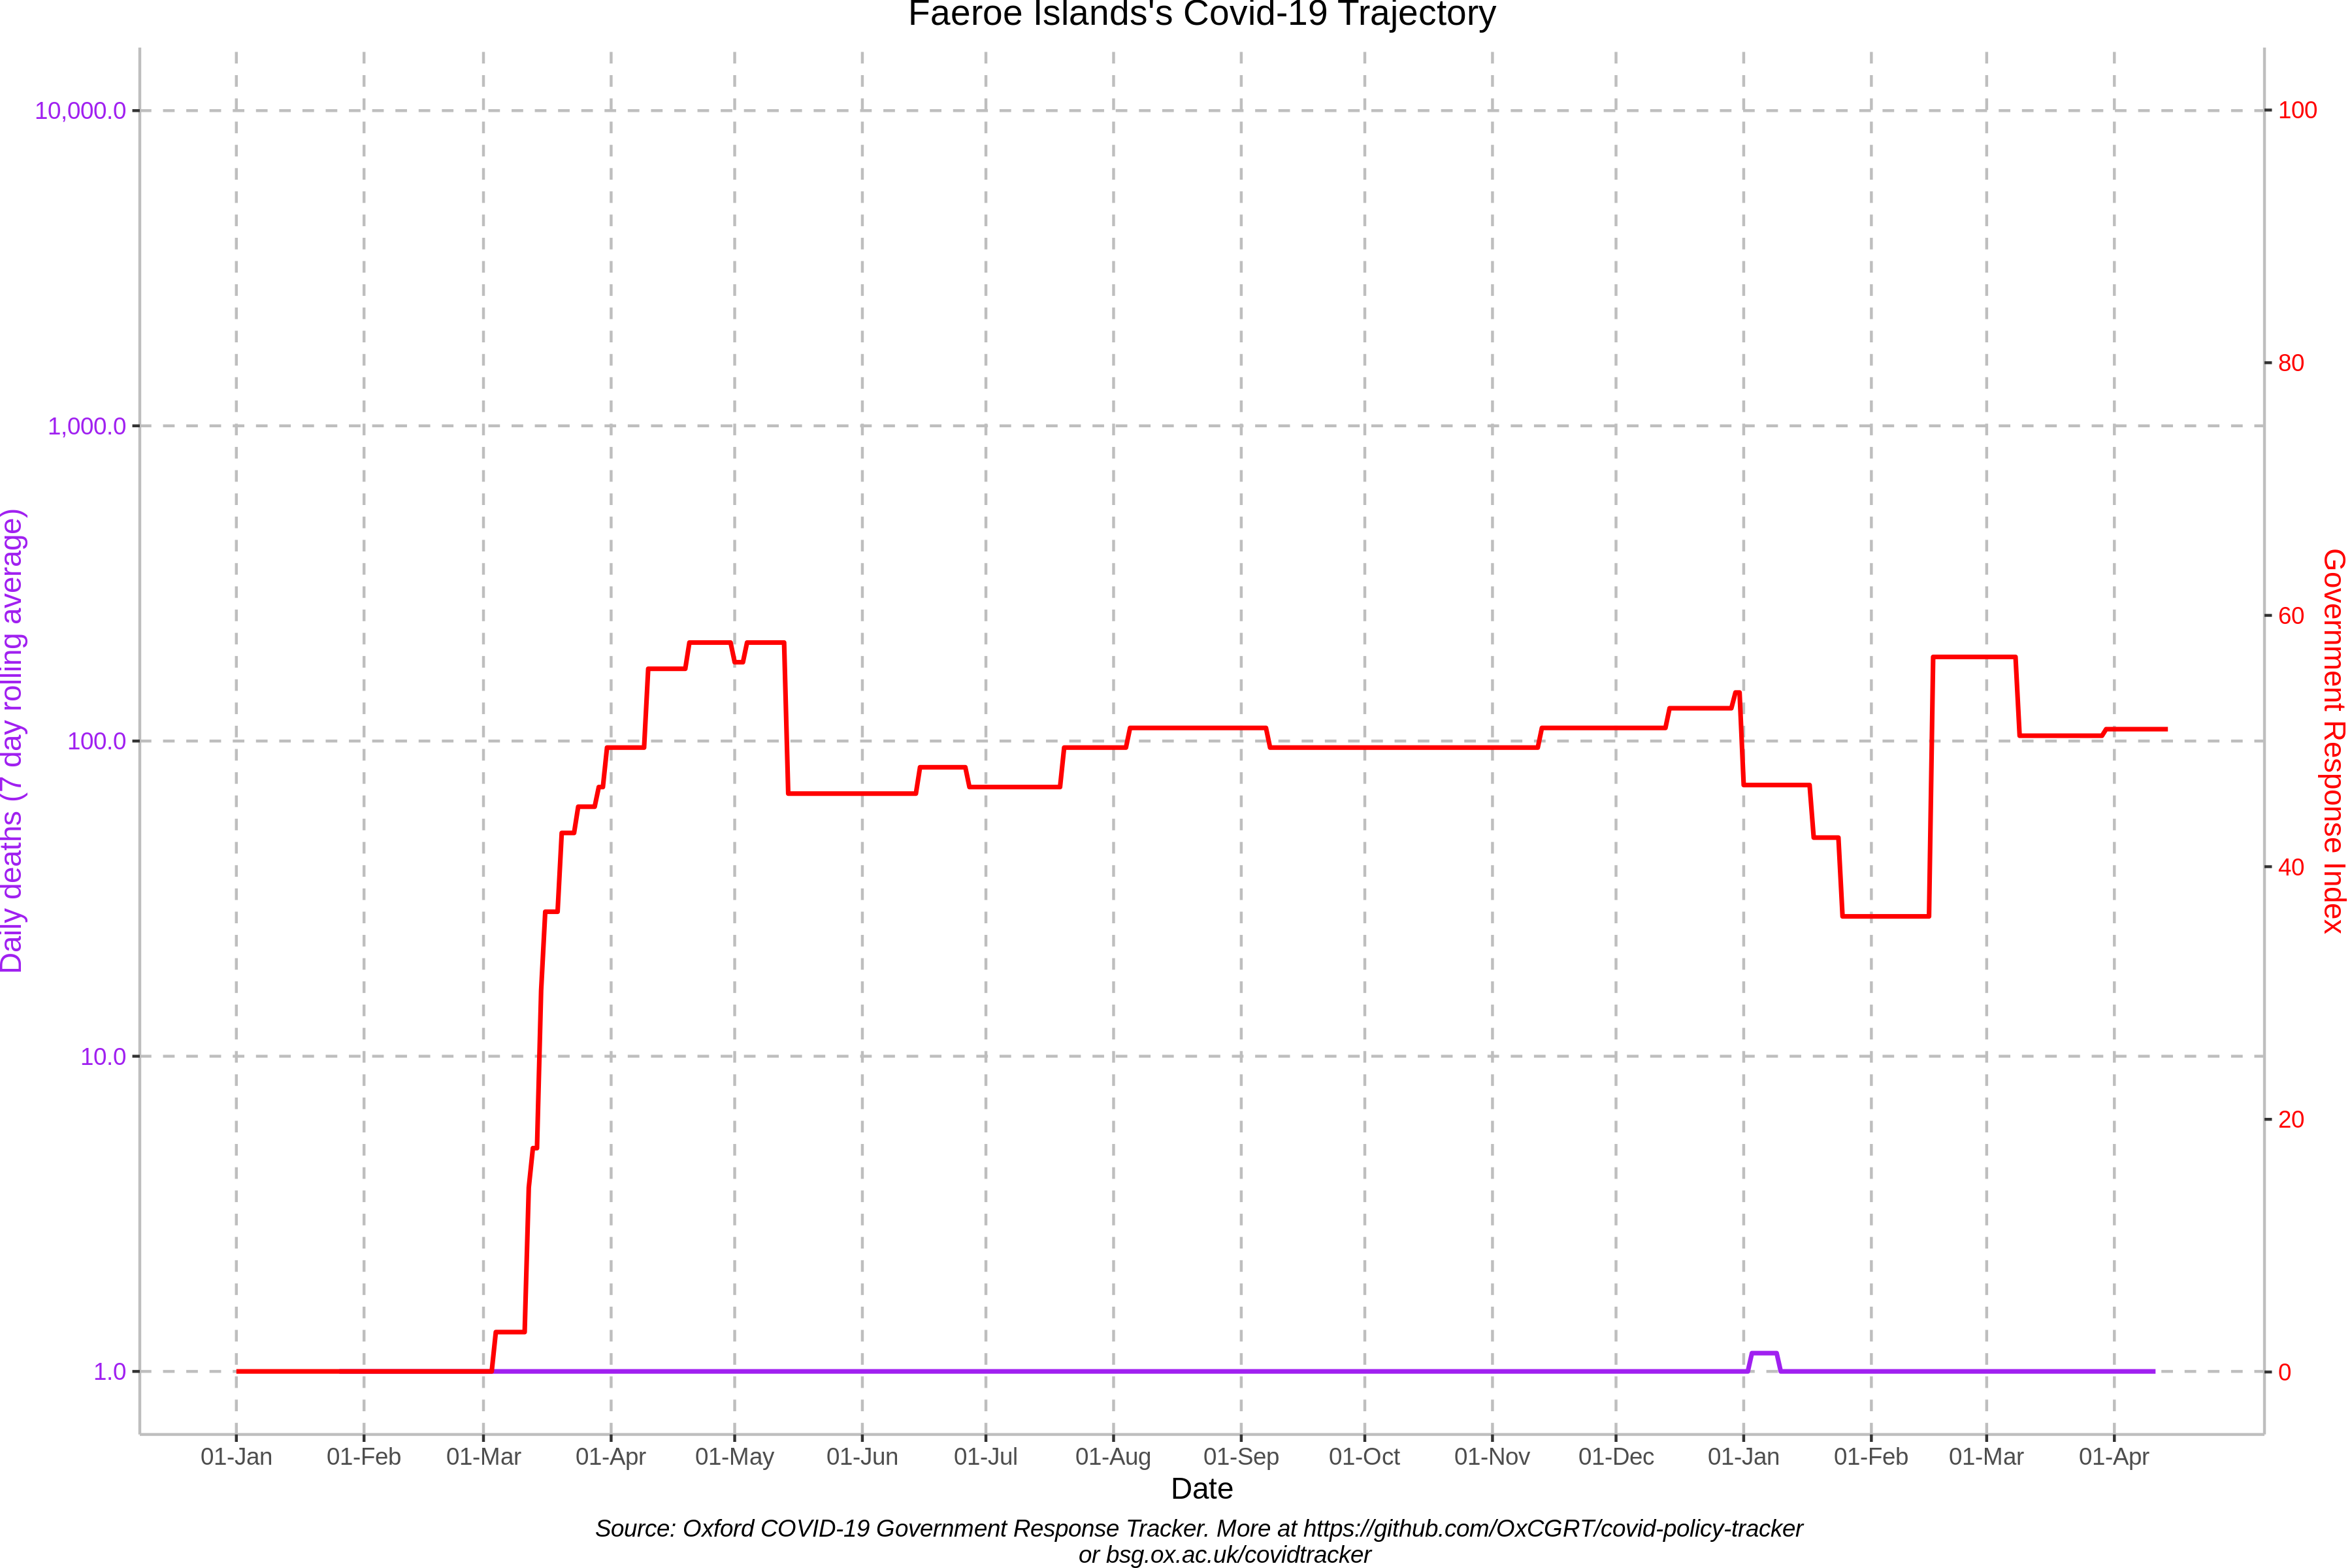 Faeroe Islands's Covid-19 Trajectory
10,000.0
1,000.0
100.0
10.0
1.0
Daily deaths (7 day rolling average)
100
80
60
40
20
0
Government Response Index
01-Jan 01-Feb 01-Mar 01-Apr 01-May 01-Jun 01-Jul 01-Aug 01-Sep 01-Oct 01-Nov 01-Dec 01-Jan 01-Feb 01-Mar 01-Apr
Date
Source: Oxford COVID-19 Government Response Tracker. More at https://github.com/OxCGRT/covid-policy-tracker
or bsg.ox.ac.uk/covidtracker